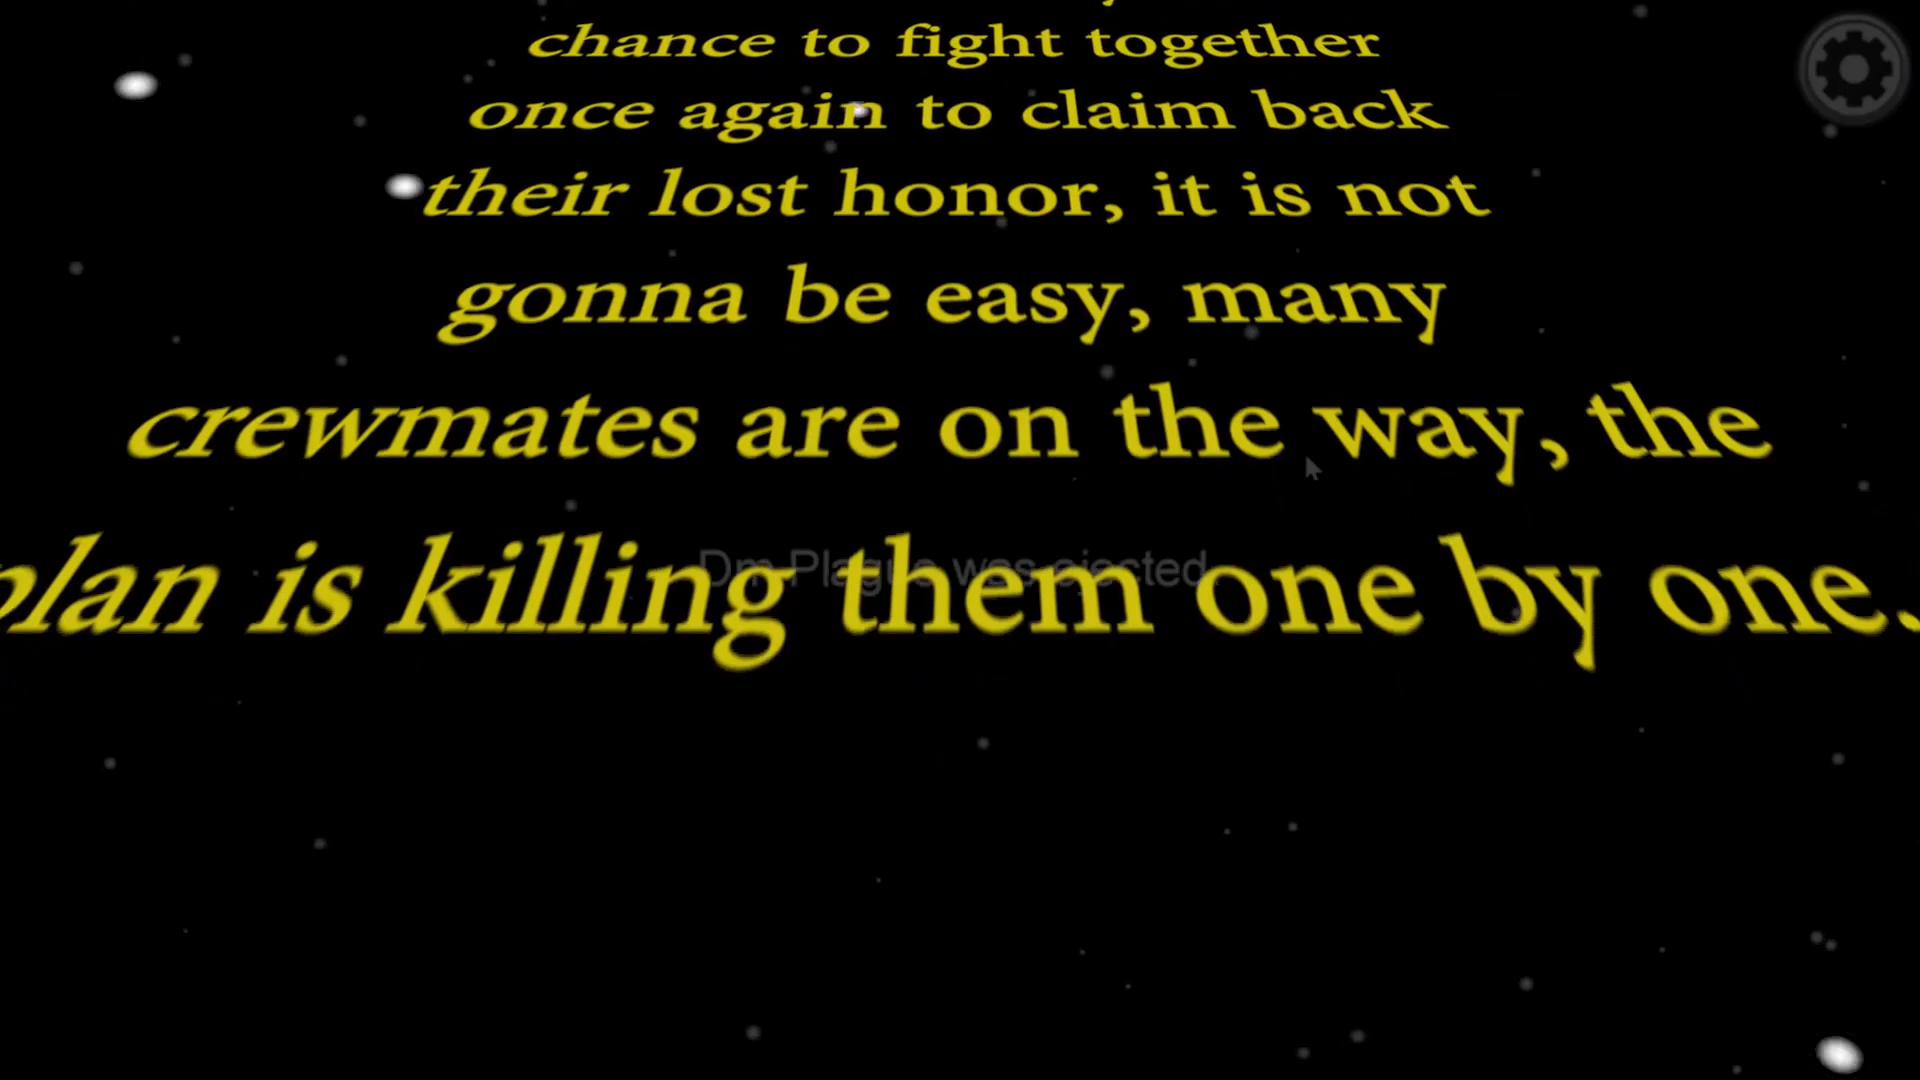 chance to fight together
once again to claim back
their lost honor, it is not
gonna be easy, many
crewmates are on the way, the
plan is killing them one by one.
Dm Plague was ejected